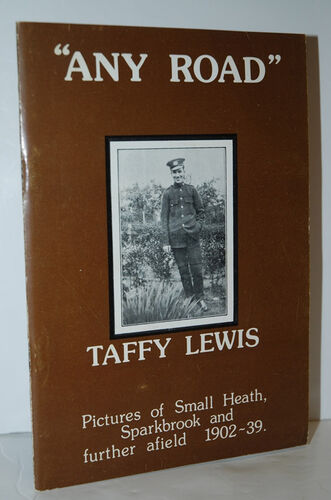 "ANY ROAD"
TAFFY LEWIS
Pictures of Small Heath,
Sparkbrook and
further afield 1902-39.